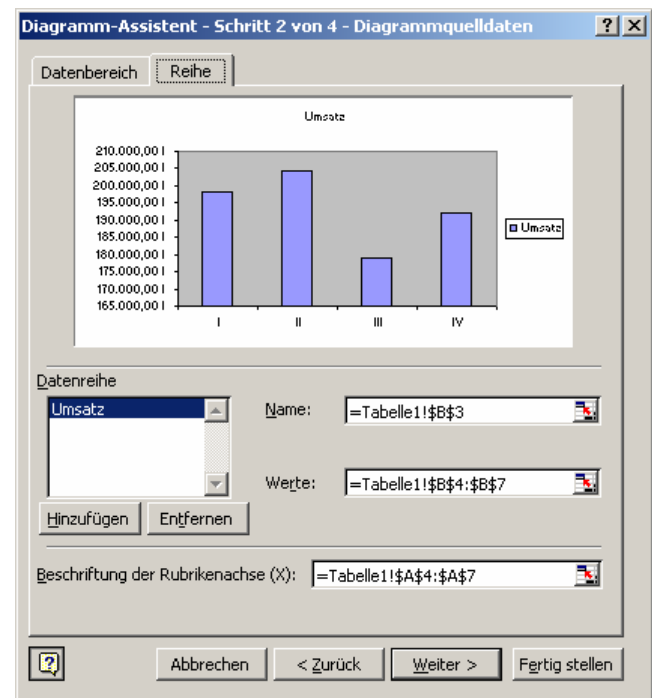 Diagramm-Assistent - Schritt 2 von 4 - Diagrammquelldaten
Datenbereich Reihe
Umsatz
210.000,00 l
205.000,00 l
200.000,00 l
195.000,00 l
190.000,00 l
185.000,00 l
180.000,00 l
175.000,00 l
170.000,00 l
165.000,00 l
I II III IV
Umsatz
Datenreihe
Umsatz
Name: =Tabelle1!$B$3
Werte: =Tabelle1!$B$4:$B$7
Hinzufügen Entfernen
Beschriftung der Rubrikenachse (X): =Tabelle1!$A$4:$A$7
Abbrechen < Zurück Weiter > Fertig stellen